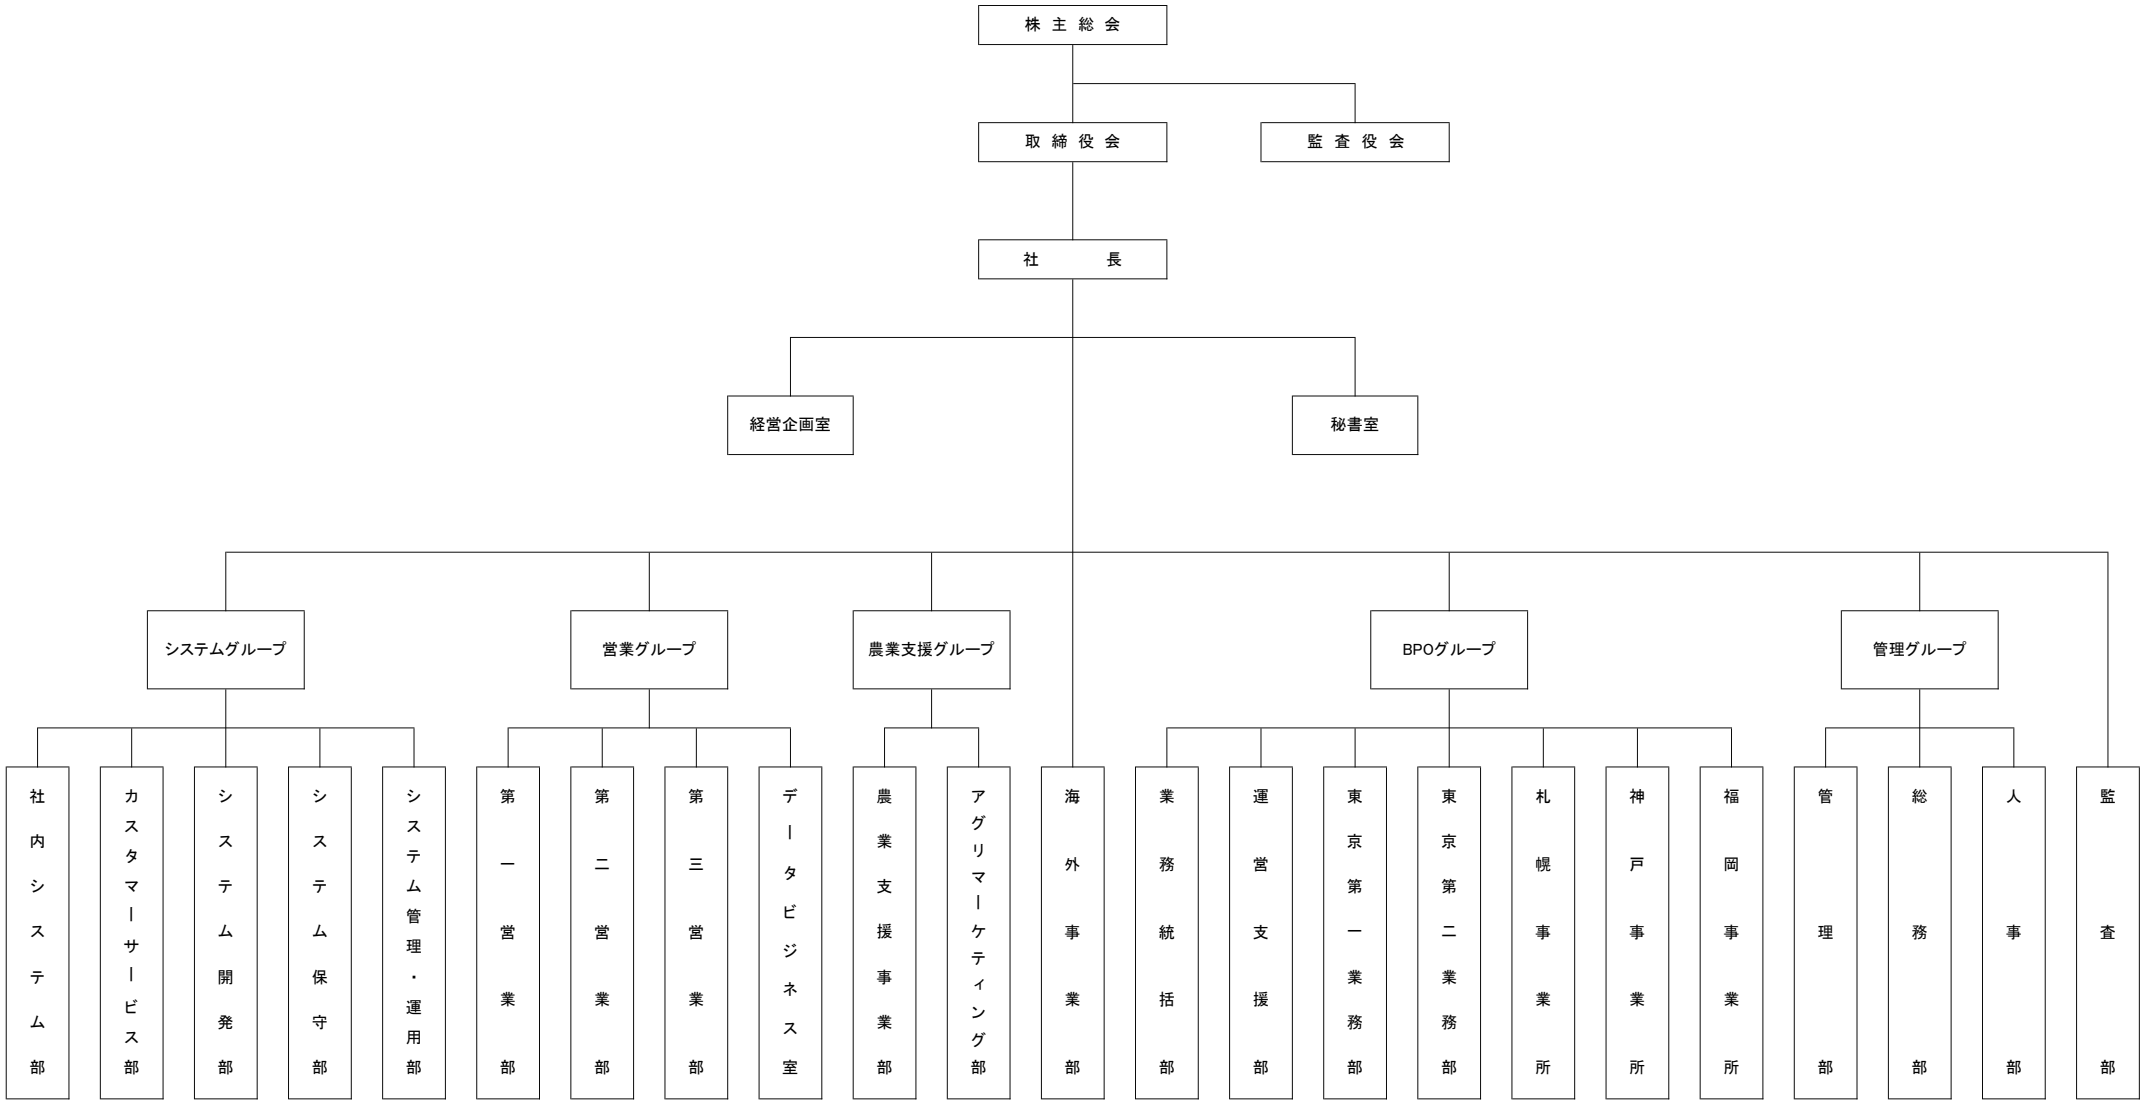 株主総会
取締役会
監査役会
社長
経営企画室
秘書室
システムグループ
営業グループ
農業支援グループ
BPOグループ
管理グループ
社内システム部
カスタマーサービス部
システム開発部
システム保守部
システム管理・運用部
第一営業部
第二営業部
第三営業部
データビジネス室
農業支援事業部
アグリマーケティング部
海外事業部
業務統括部
運営支援部
東京第一業務部
東京第二業務部
札幌事業所
神戸事業所
福岡事業所
管理部
総務部
人事部
監査部